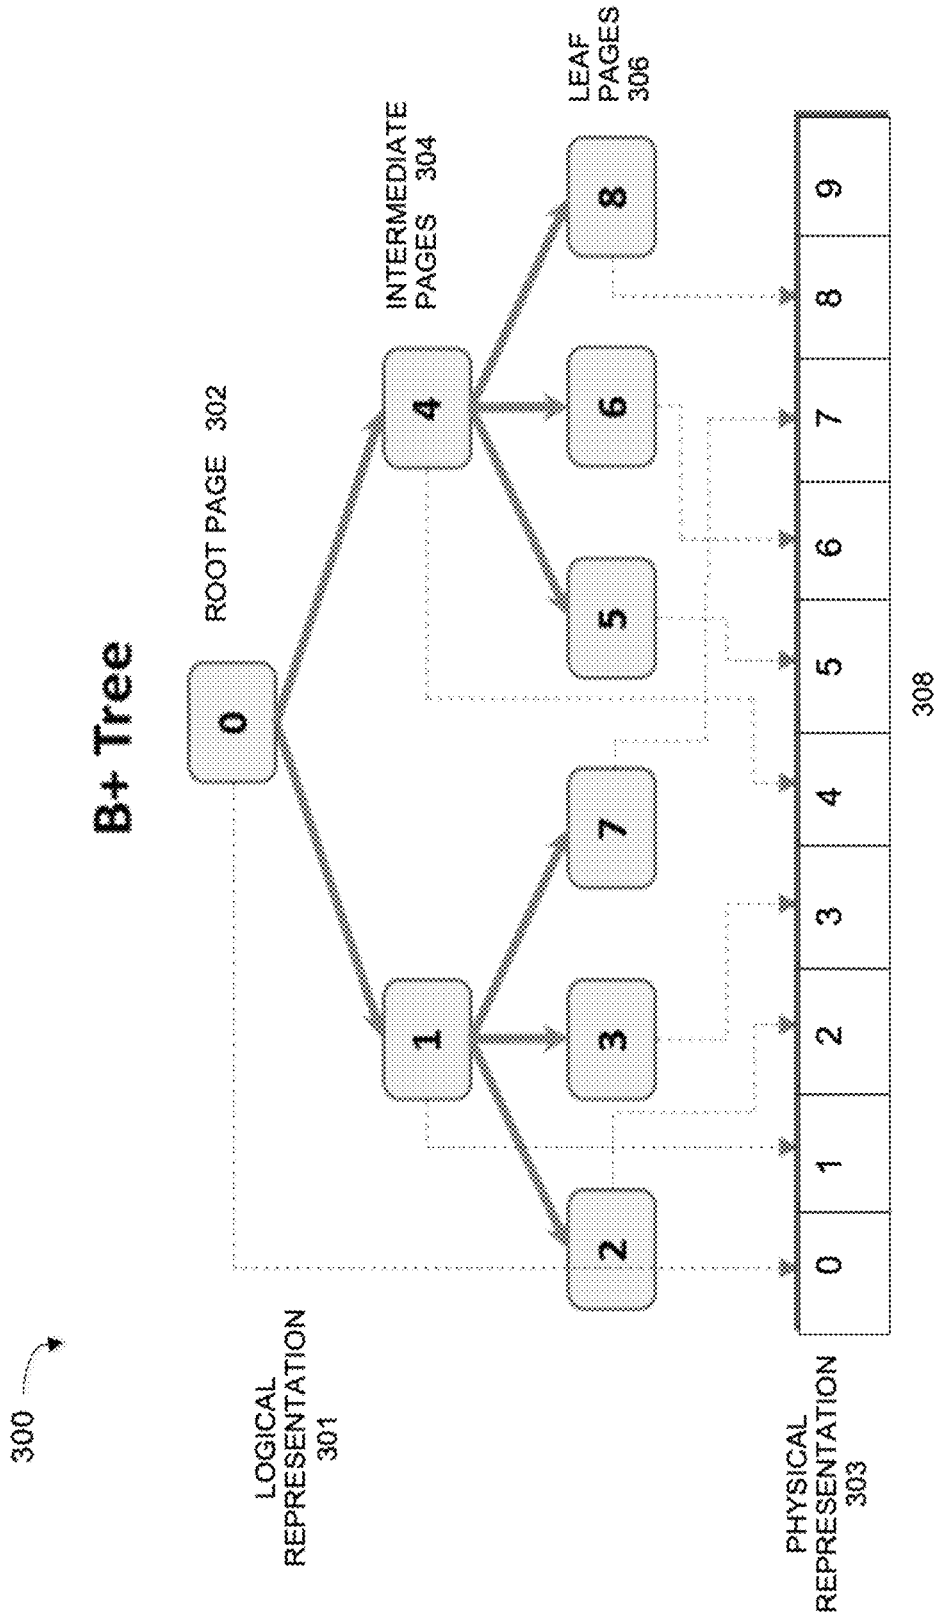 300
B+ Tree
LOGICAL
REPRESENTATION
301
0
ROOT PAGE 302
1
4
INTERMEDIATE
PAGES 304
2
3
7
5
6
8
LEAF
PAGES
306
PHYSICAL
REPRESENTATION
303
0 1 2 3 4 5 6 7 8 9
308